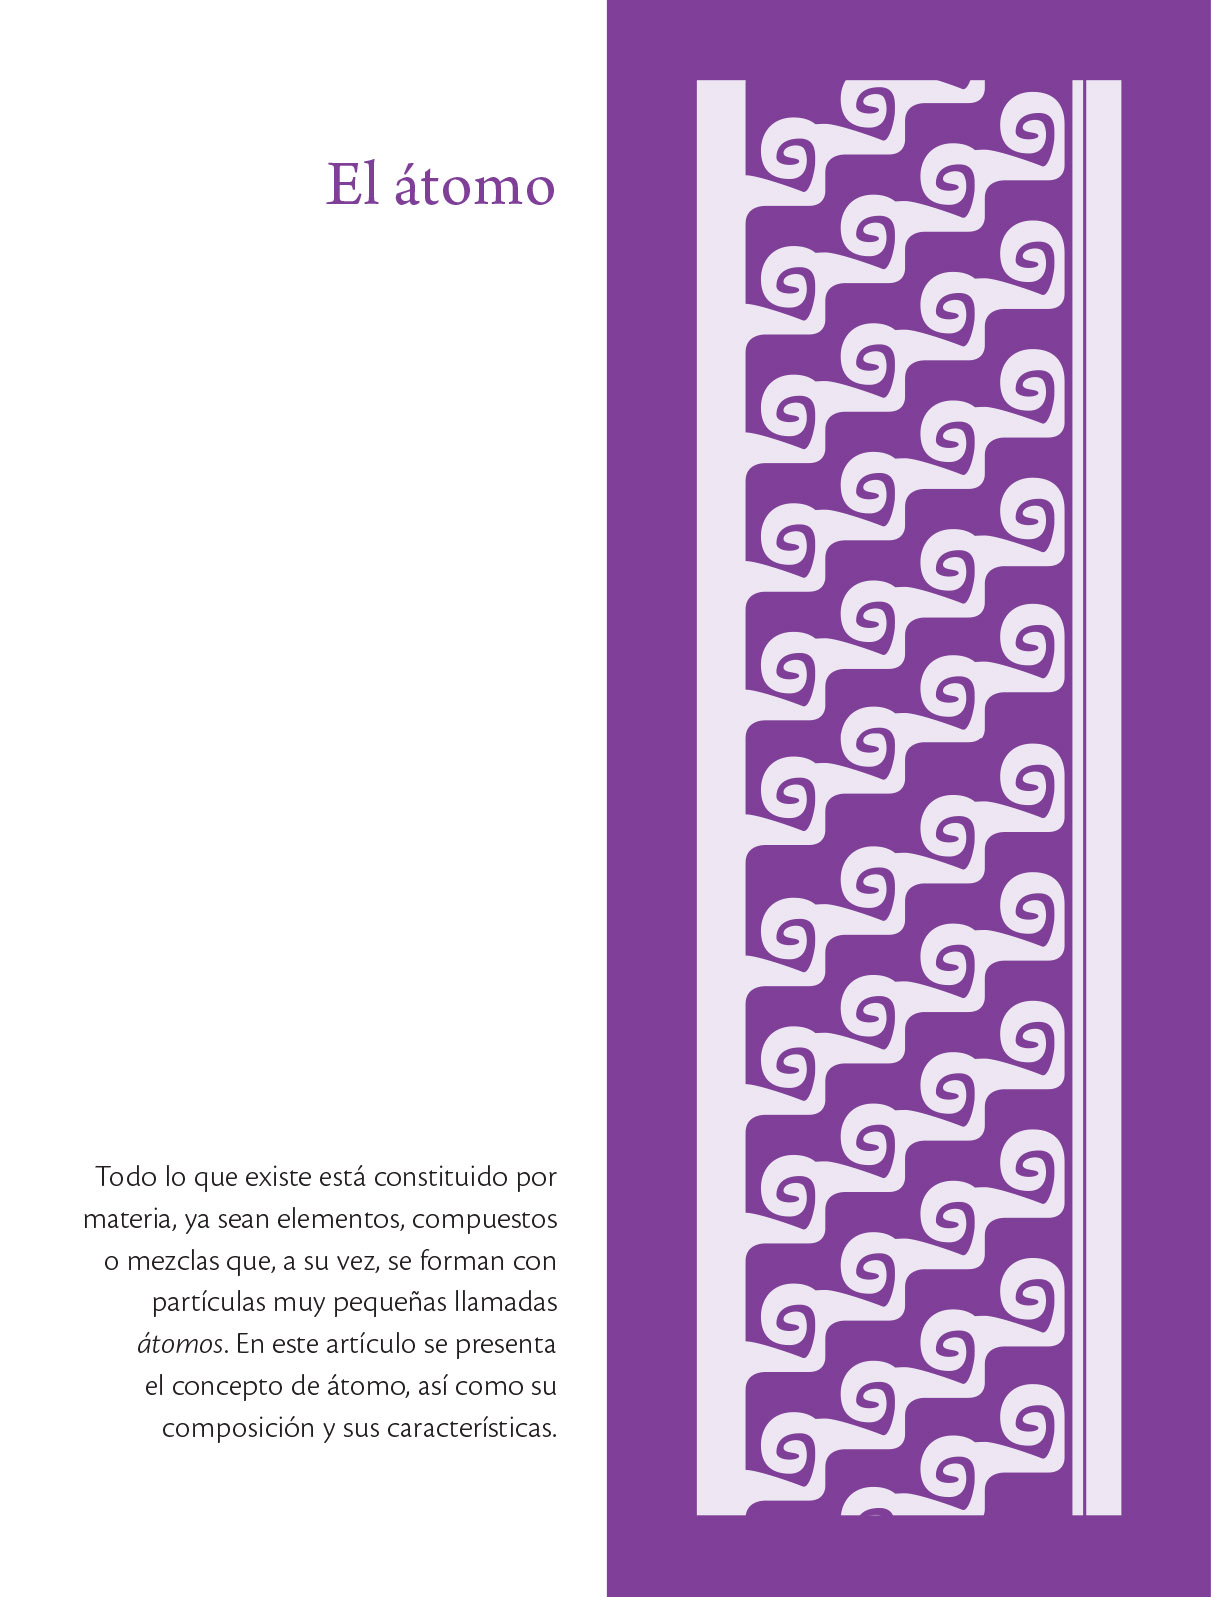 El átomo
Todo lo que existe está constituido por
materia, ya sean elementos, compuestos
o mezclas que, a su vez, se forman con
partículas muy pequeñas llamadas
átomos. En este artículo se presenta
el concepto de átomo, así como su
composición y sus características.